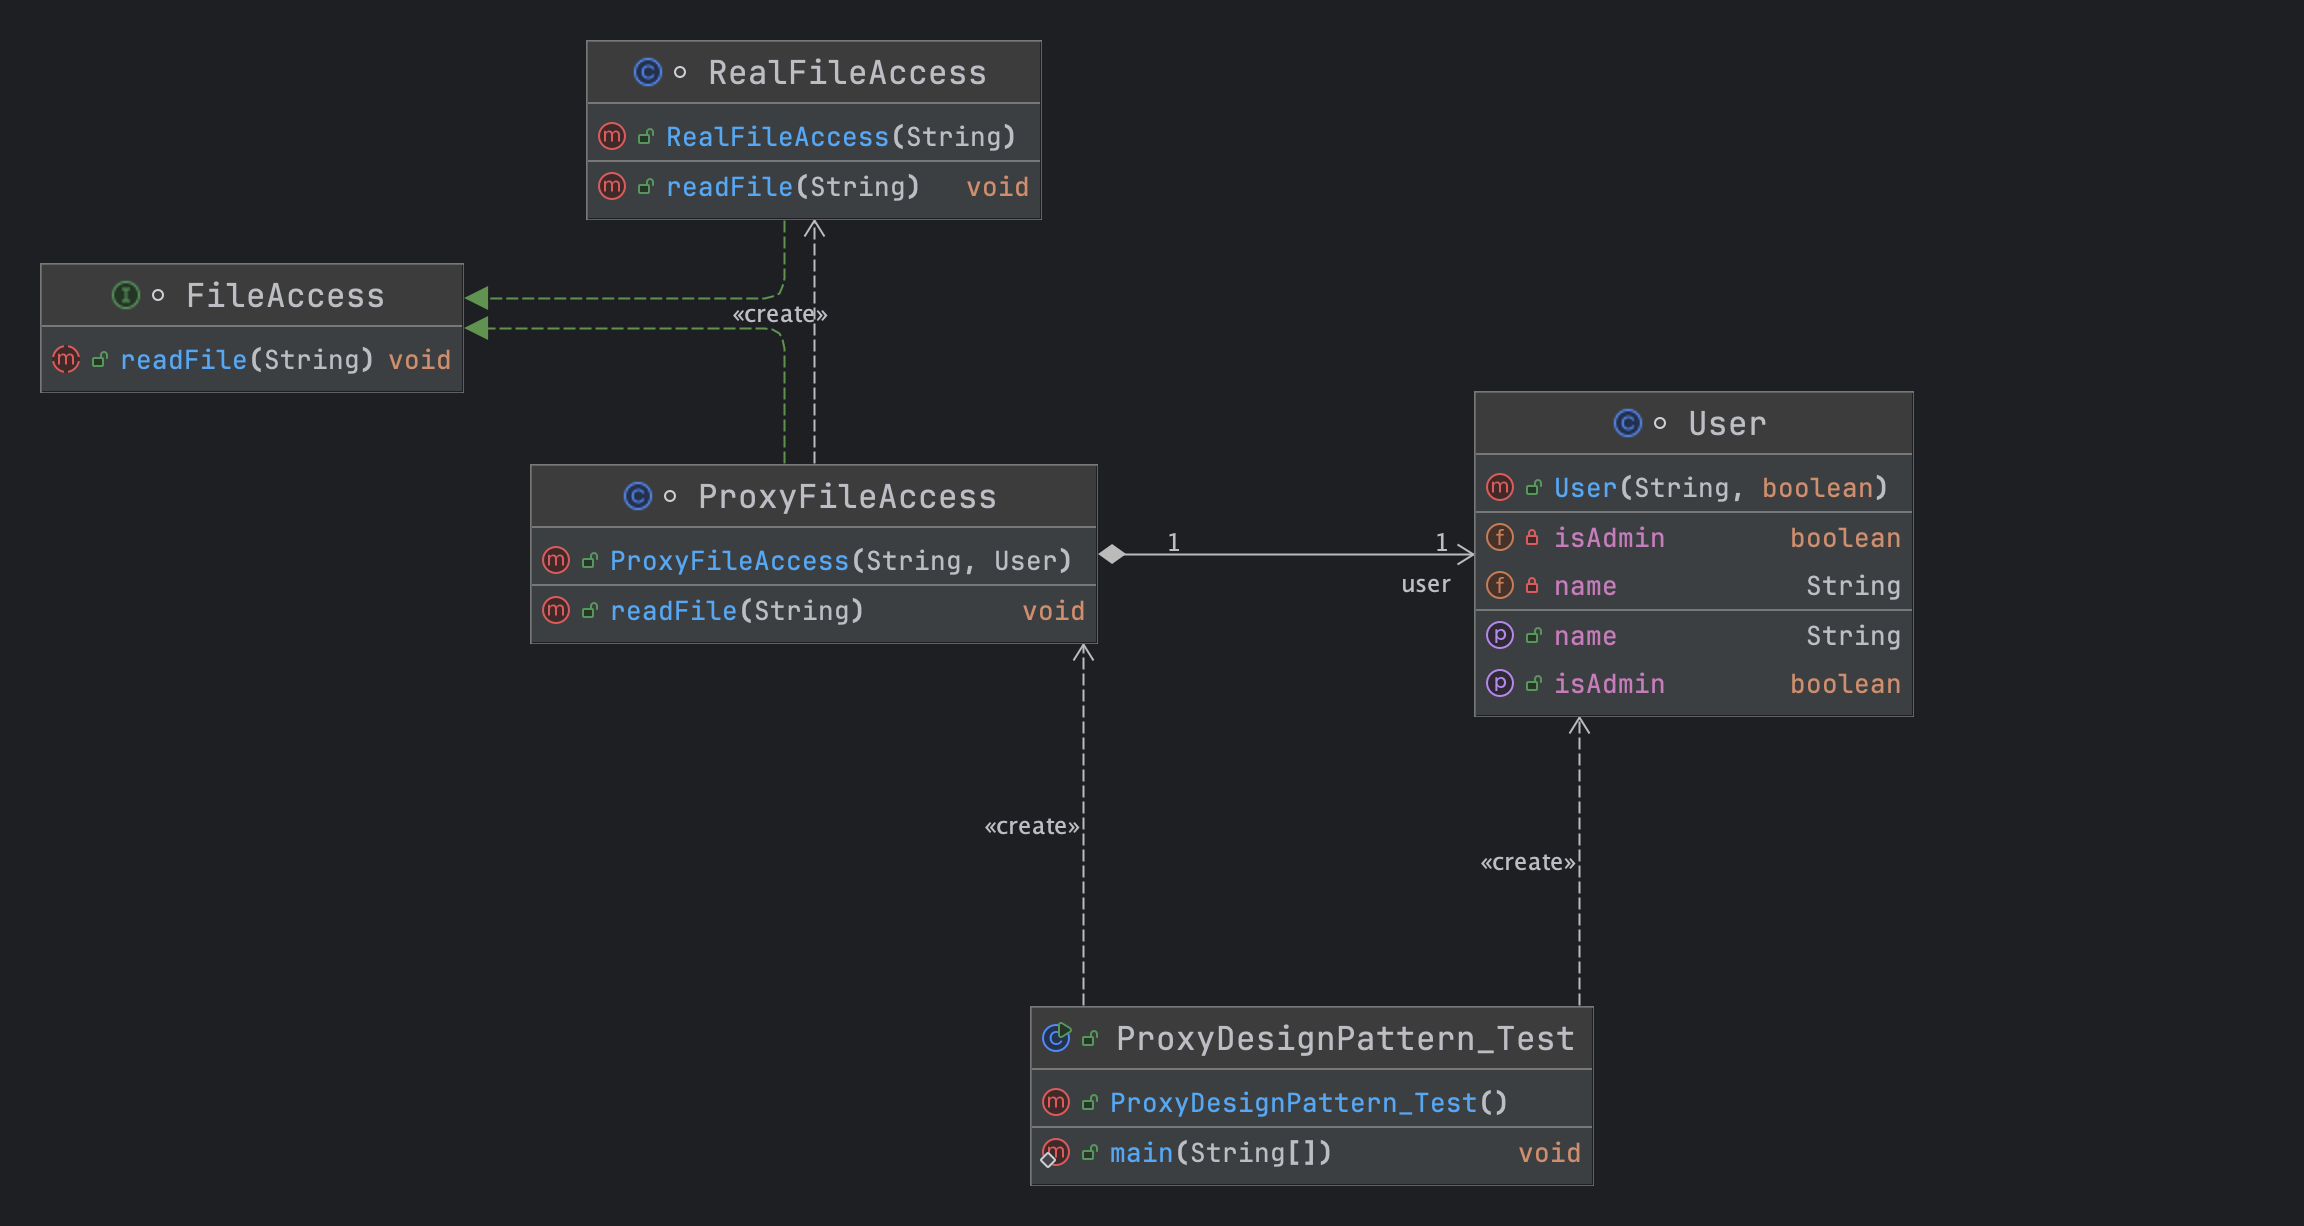 RealFileAccess
RealFileAccess(String)
readFile(String) void
FileAccess
readFile(String) void
«create»
ProxyFileAccess
ProxyFileAccess(String, User)
readFile(String) void
1 1
user
User
User(String, boolean)
isAdmin boolean
name String
name String
isAdmin boolean
«create»
«create»
ProxyDesignPattern_Test
ProxyDesignPattern_Test()
main(String[]) void